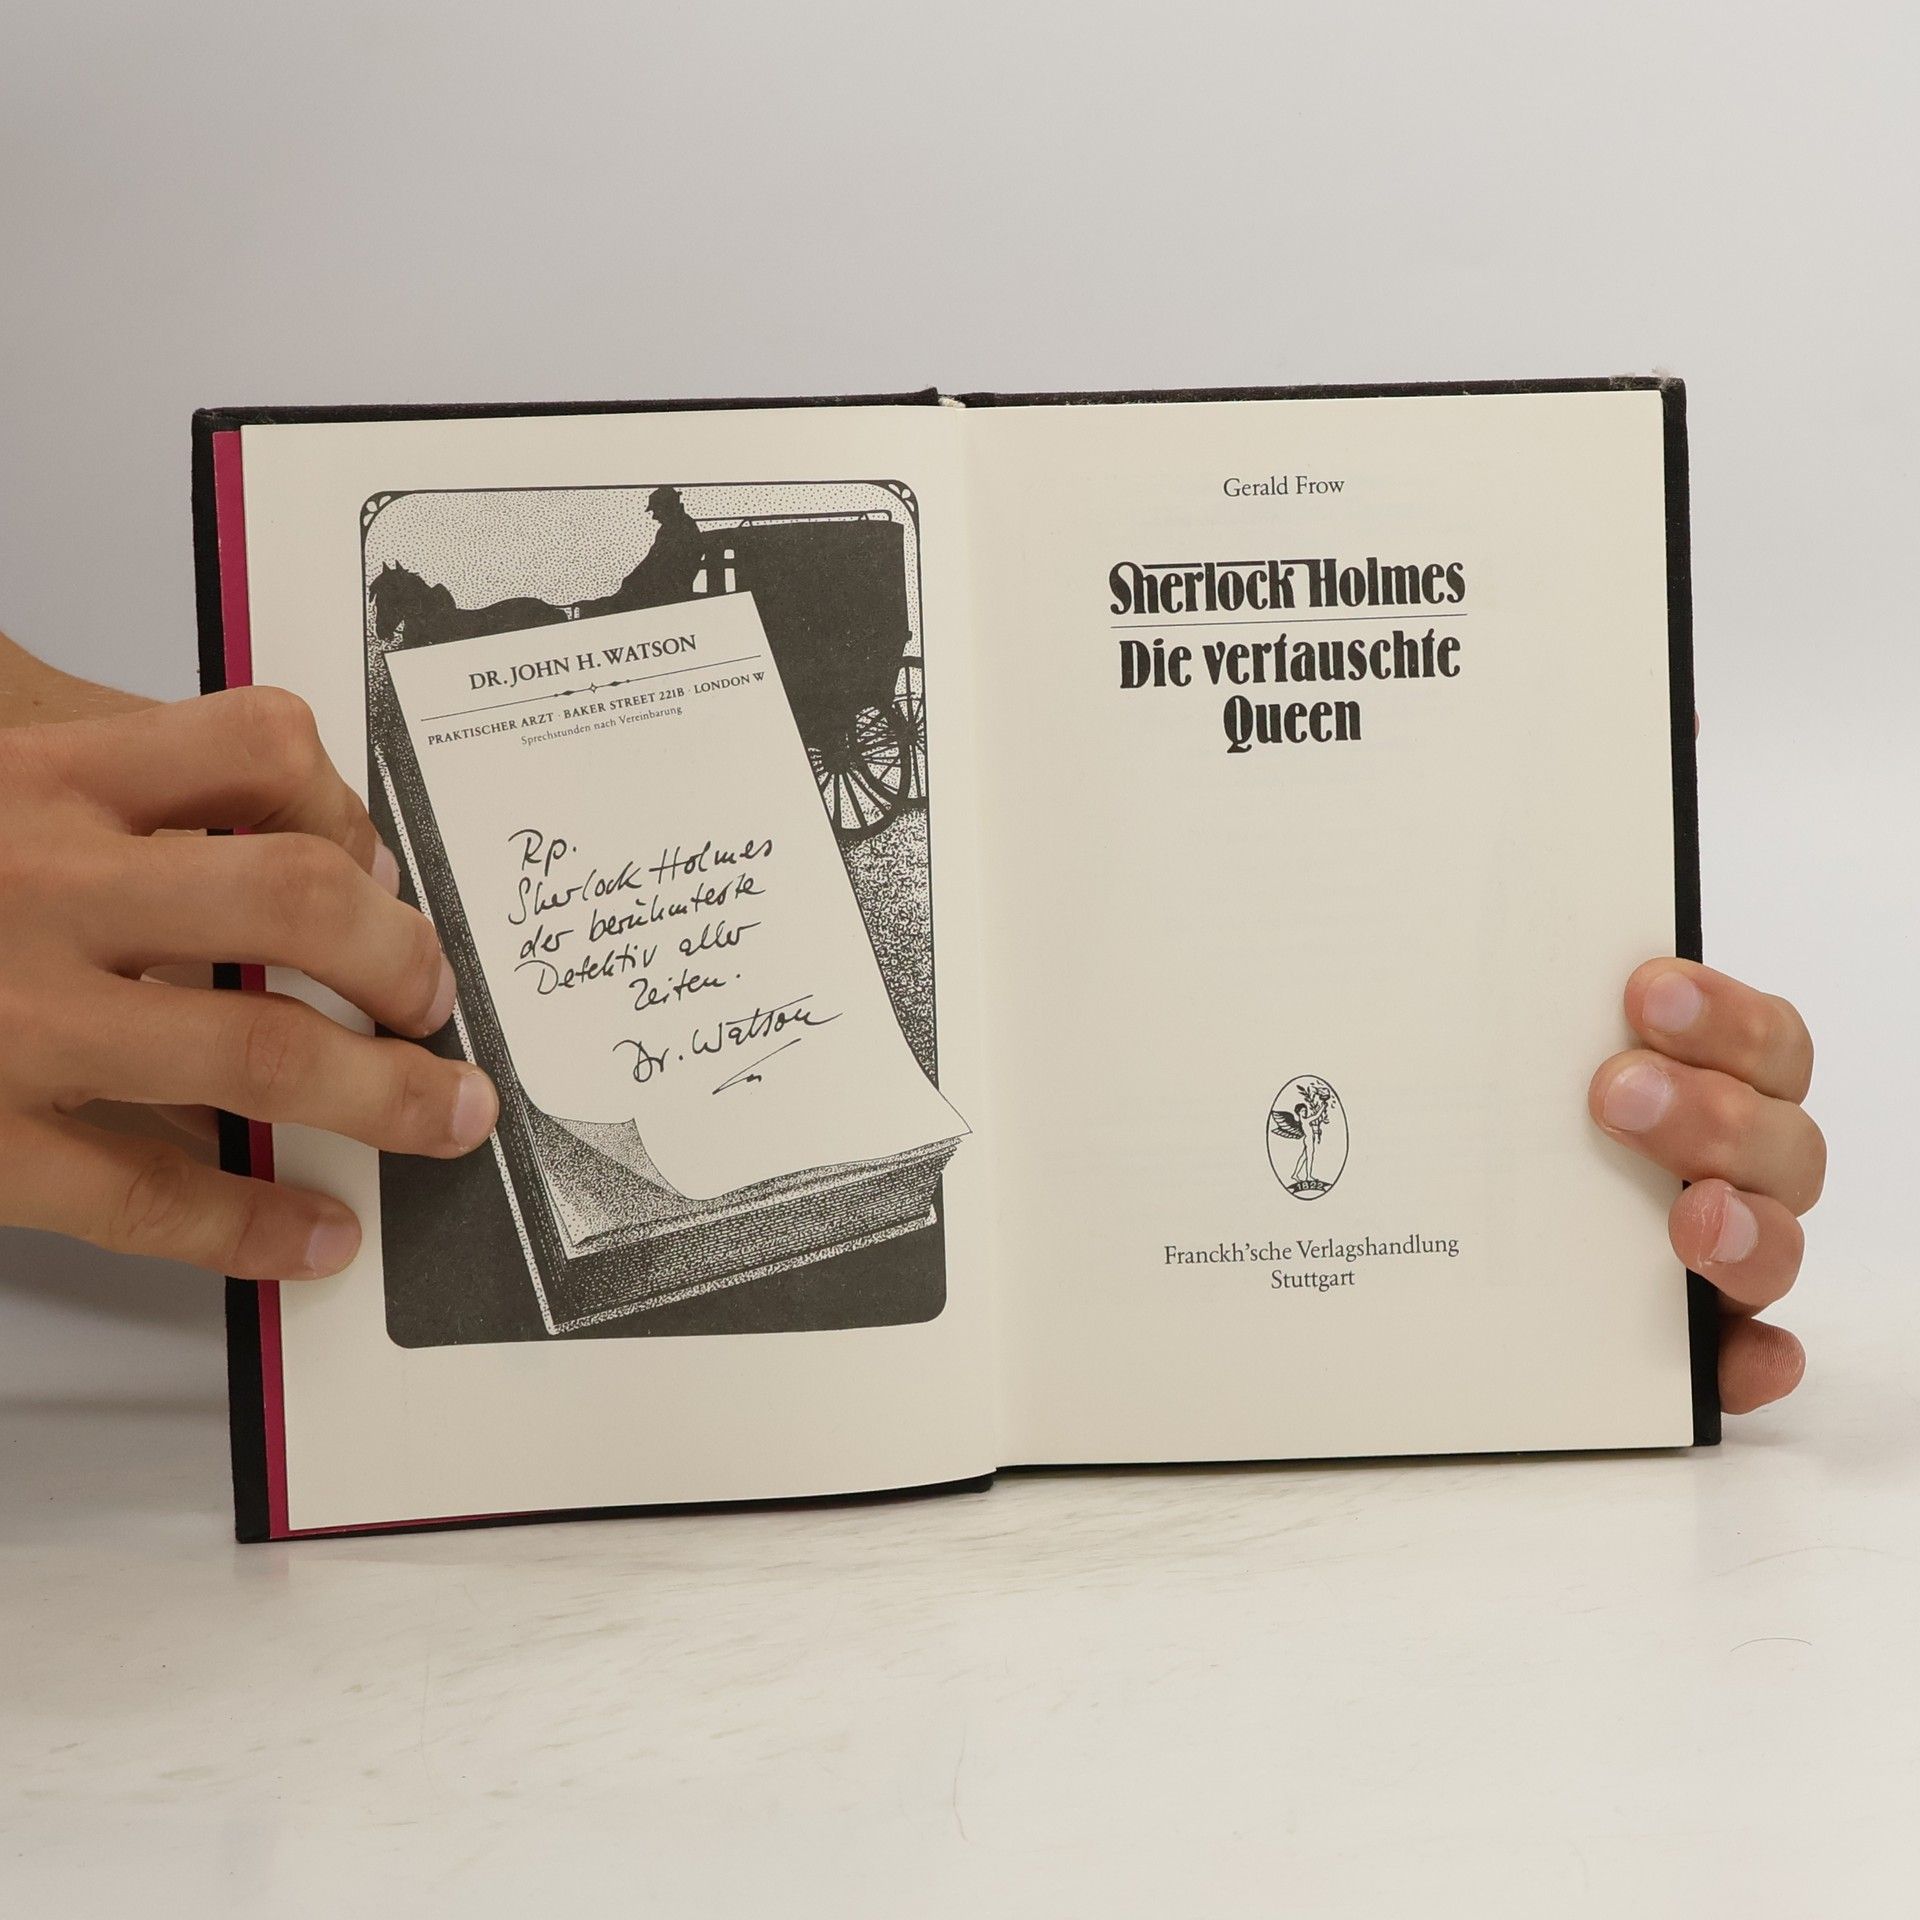 DR. JOHN H. WATSON
PRAKTISCHER ARZT · BAKER STREET 221B · LONDON W
Sprechstunden nach Vereinbarung
Rp.
Sherlock Holmes
der berühmteste
Detektiv aller
Zeiten.
Dr. Watson
Gerald Frow
Sherlock Holmes
Die vertauschte
Queen
1822
Franckh'sche Verlagshandlung
Stuttgart